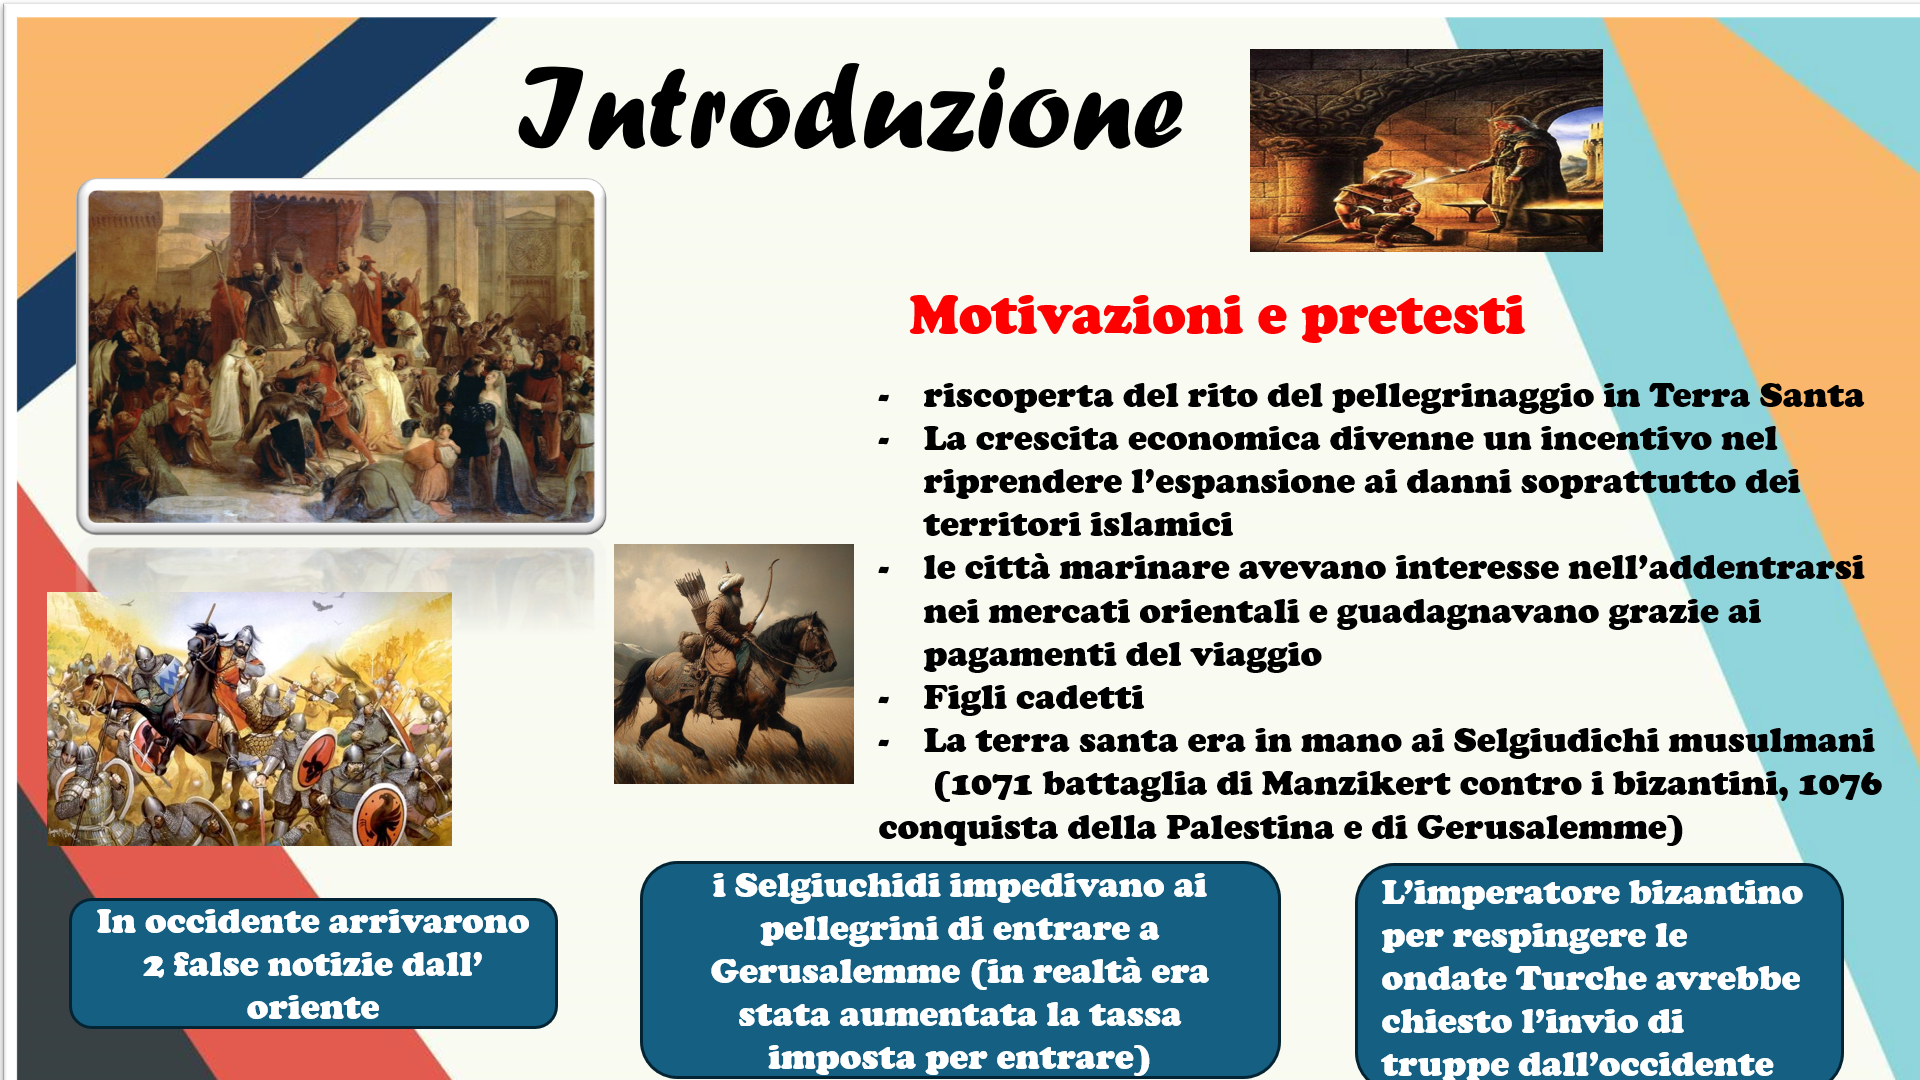 Introduzione
Motivazioni e pretesti
- riscoperta del rito del pellegrinaggio in Terra Santa
- La crescita economica divenne un incentivo nel
riprendere l’espansione ai danni soprattutto dei
territori islamici
- le città marinare avevano interesse nell’addentrarsi
nei mercati orientali e guadagnavano grazie ai
pagamenti del viaggio
- Figli cadetti
- La terra santa era in mano ai Selgiudichi musulmani
(1071 battaglia di Manzikert contro i bizantini, 1076
conquista della Palestina e di Gerusalemme)
In occidente arrivarono
2 false notizie dall’
oriente
i Selgiuchidi impedivano ai
pellegrini di entrare a
Gerusalemme (in realtà era
stata aumentata la tassa
imposta per entrare)
L’imperatore bizantino
per respingere le
ondate Turche avrebbe
chiesto l’invio di
truppe dall’occidente